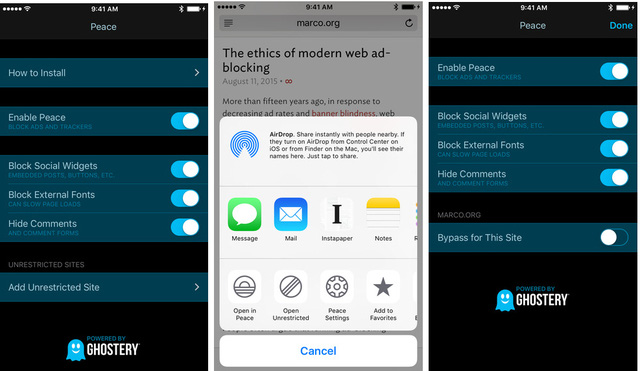 9:41 AM
Peace
How to Install
Enable Peace
BLOCK ADS AND TRACKERS
Block Social Widgets
EMBEDDED POSTS, BUTTONS, ETC.
Block External Fonts
CAN SLOW PAGE LOADS
Hide Comments
AND COMMENT FORMS
UNRESTRICTED SITES
Add Unrestricted Site
POWERED BY
GHOSTERY
9:41 AM
marco.org
The ethics of modern web ad-
blocking
August 11, 2015 • ∞
More than fifteen years ago, in response to
decreasing ad rates and banner blindness, web
AirDrop. Share instantly with people nearby. If
they turn on AirDrop from Control Center on
iOS or from Finder on the Mac, you'll see their
names here. Just tap to share.
Message
Mail
Instapaper
Notes
Open in
Peace
Open
Unrestricted
Peace
Settings
Add to
Favorites
Cancel
9:41 AM
Peace
Done
Enable Peace
BLOCK ADS AND TRACKERS
Block Social Widgets
EMBEDDED POSTS, BUTTONS, ETC.
Block External Fonts
CAN SLOW PAGE LOADS
Hide Comments
AND COMMENT FORMS
MARCO.ORG
Bypass for This Site
POWERED BY
GHOSTERY